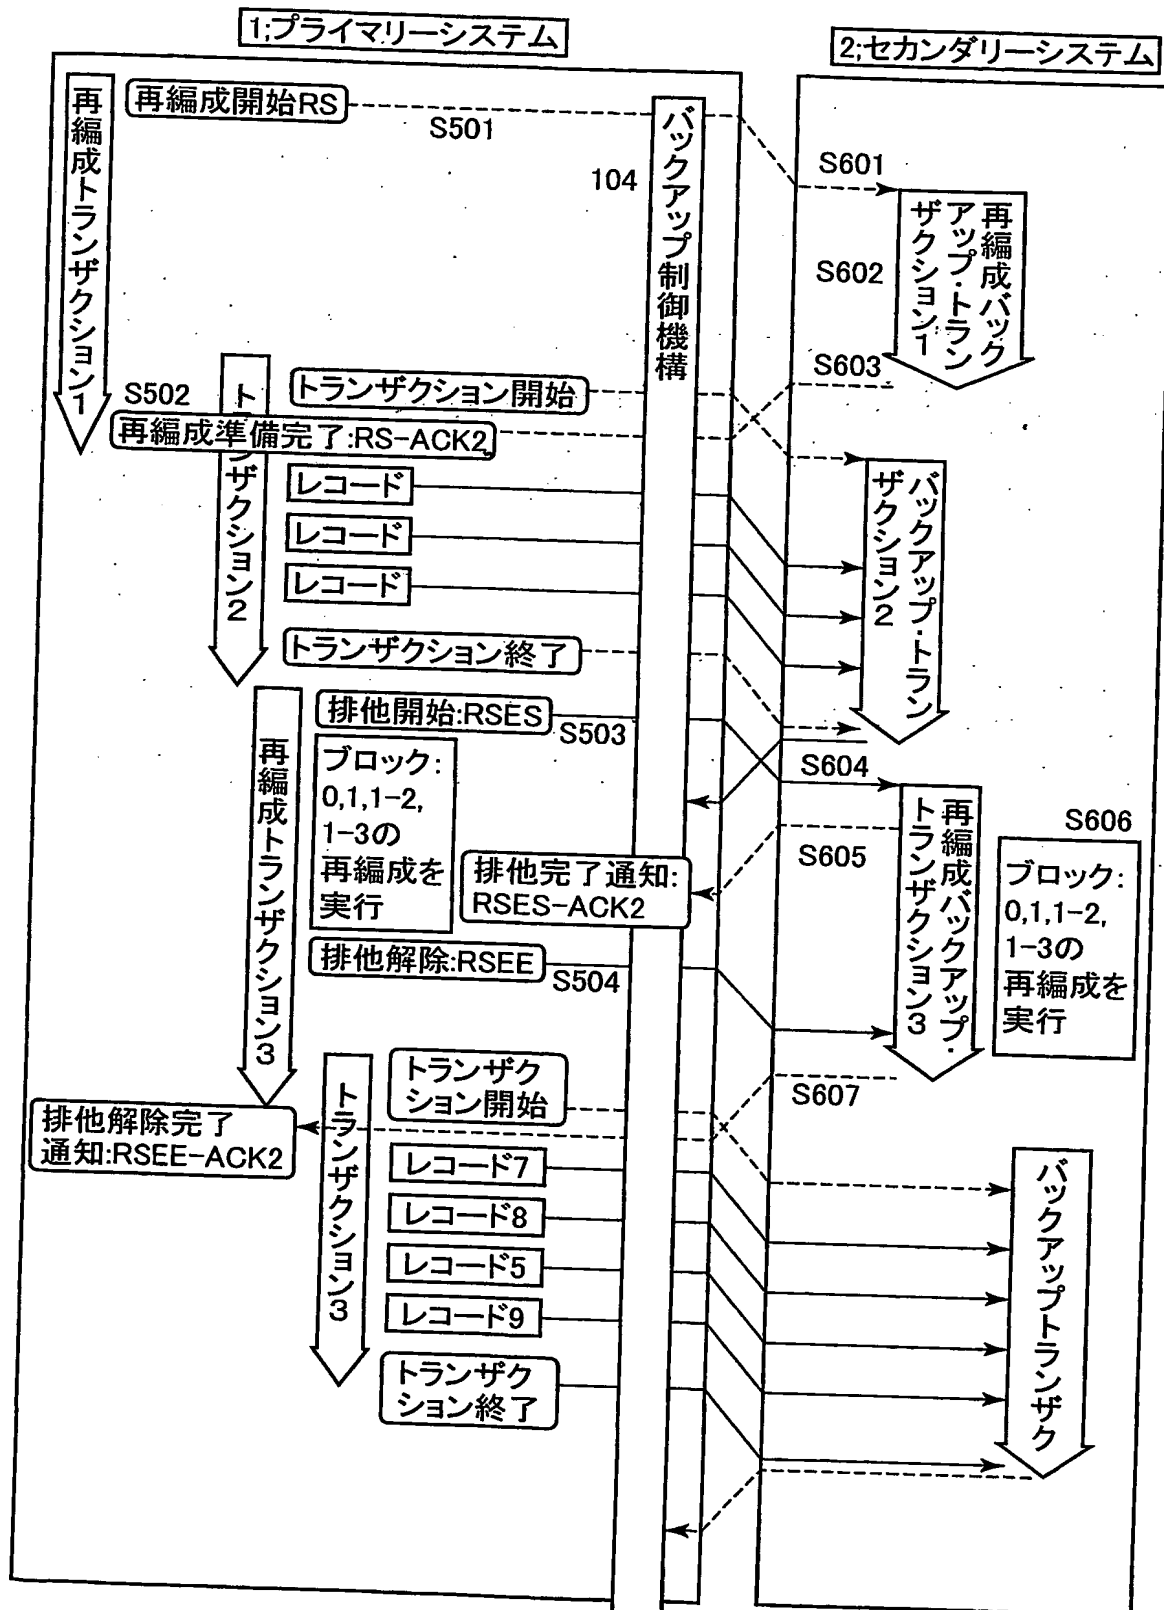 1;プライマリーシステム
2;セカンダリーシステム
再編成トランザクション1
再編成開始RS
S501
104
バックアップ制御機構
S601
S602
再編成バック
アップ・トラン
ザクション1
S603
S502
トランザクション開始
再編成準備完了:RS-ACK2
トランザクション2
レコード
レコード
レコード
トランザクション終了
バックアップ・トラン
ザクション2
再編成トランザクション3
排他開始:RSES
S503
ブロック:
0,1,1-2,
1-3の
再編成を
実行
S604
S605
排他完了通知:
RSES-ACK2
再編成バックアップ・
トランザクション3
S606
ブロック:
0,1,1-2,
1-3の
再編成を
実行
排他解除:RSEE
S504
S607
トランザク
ション開始
排他解除完了
通知:RSEE-ACK2
トランザクション3
レコード7
レコード8
レコード5
レコード9
トランザク
ション終了
バックアップトランザク